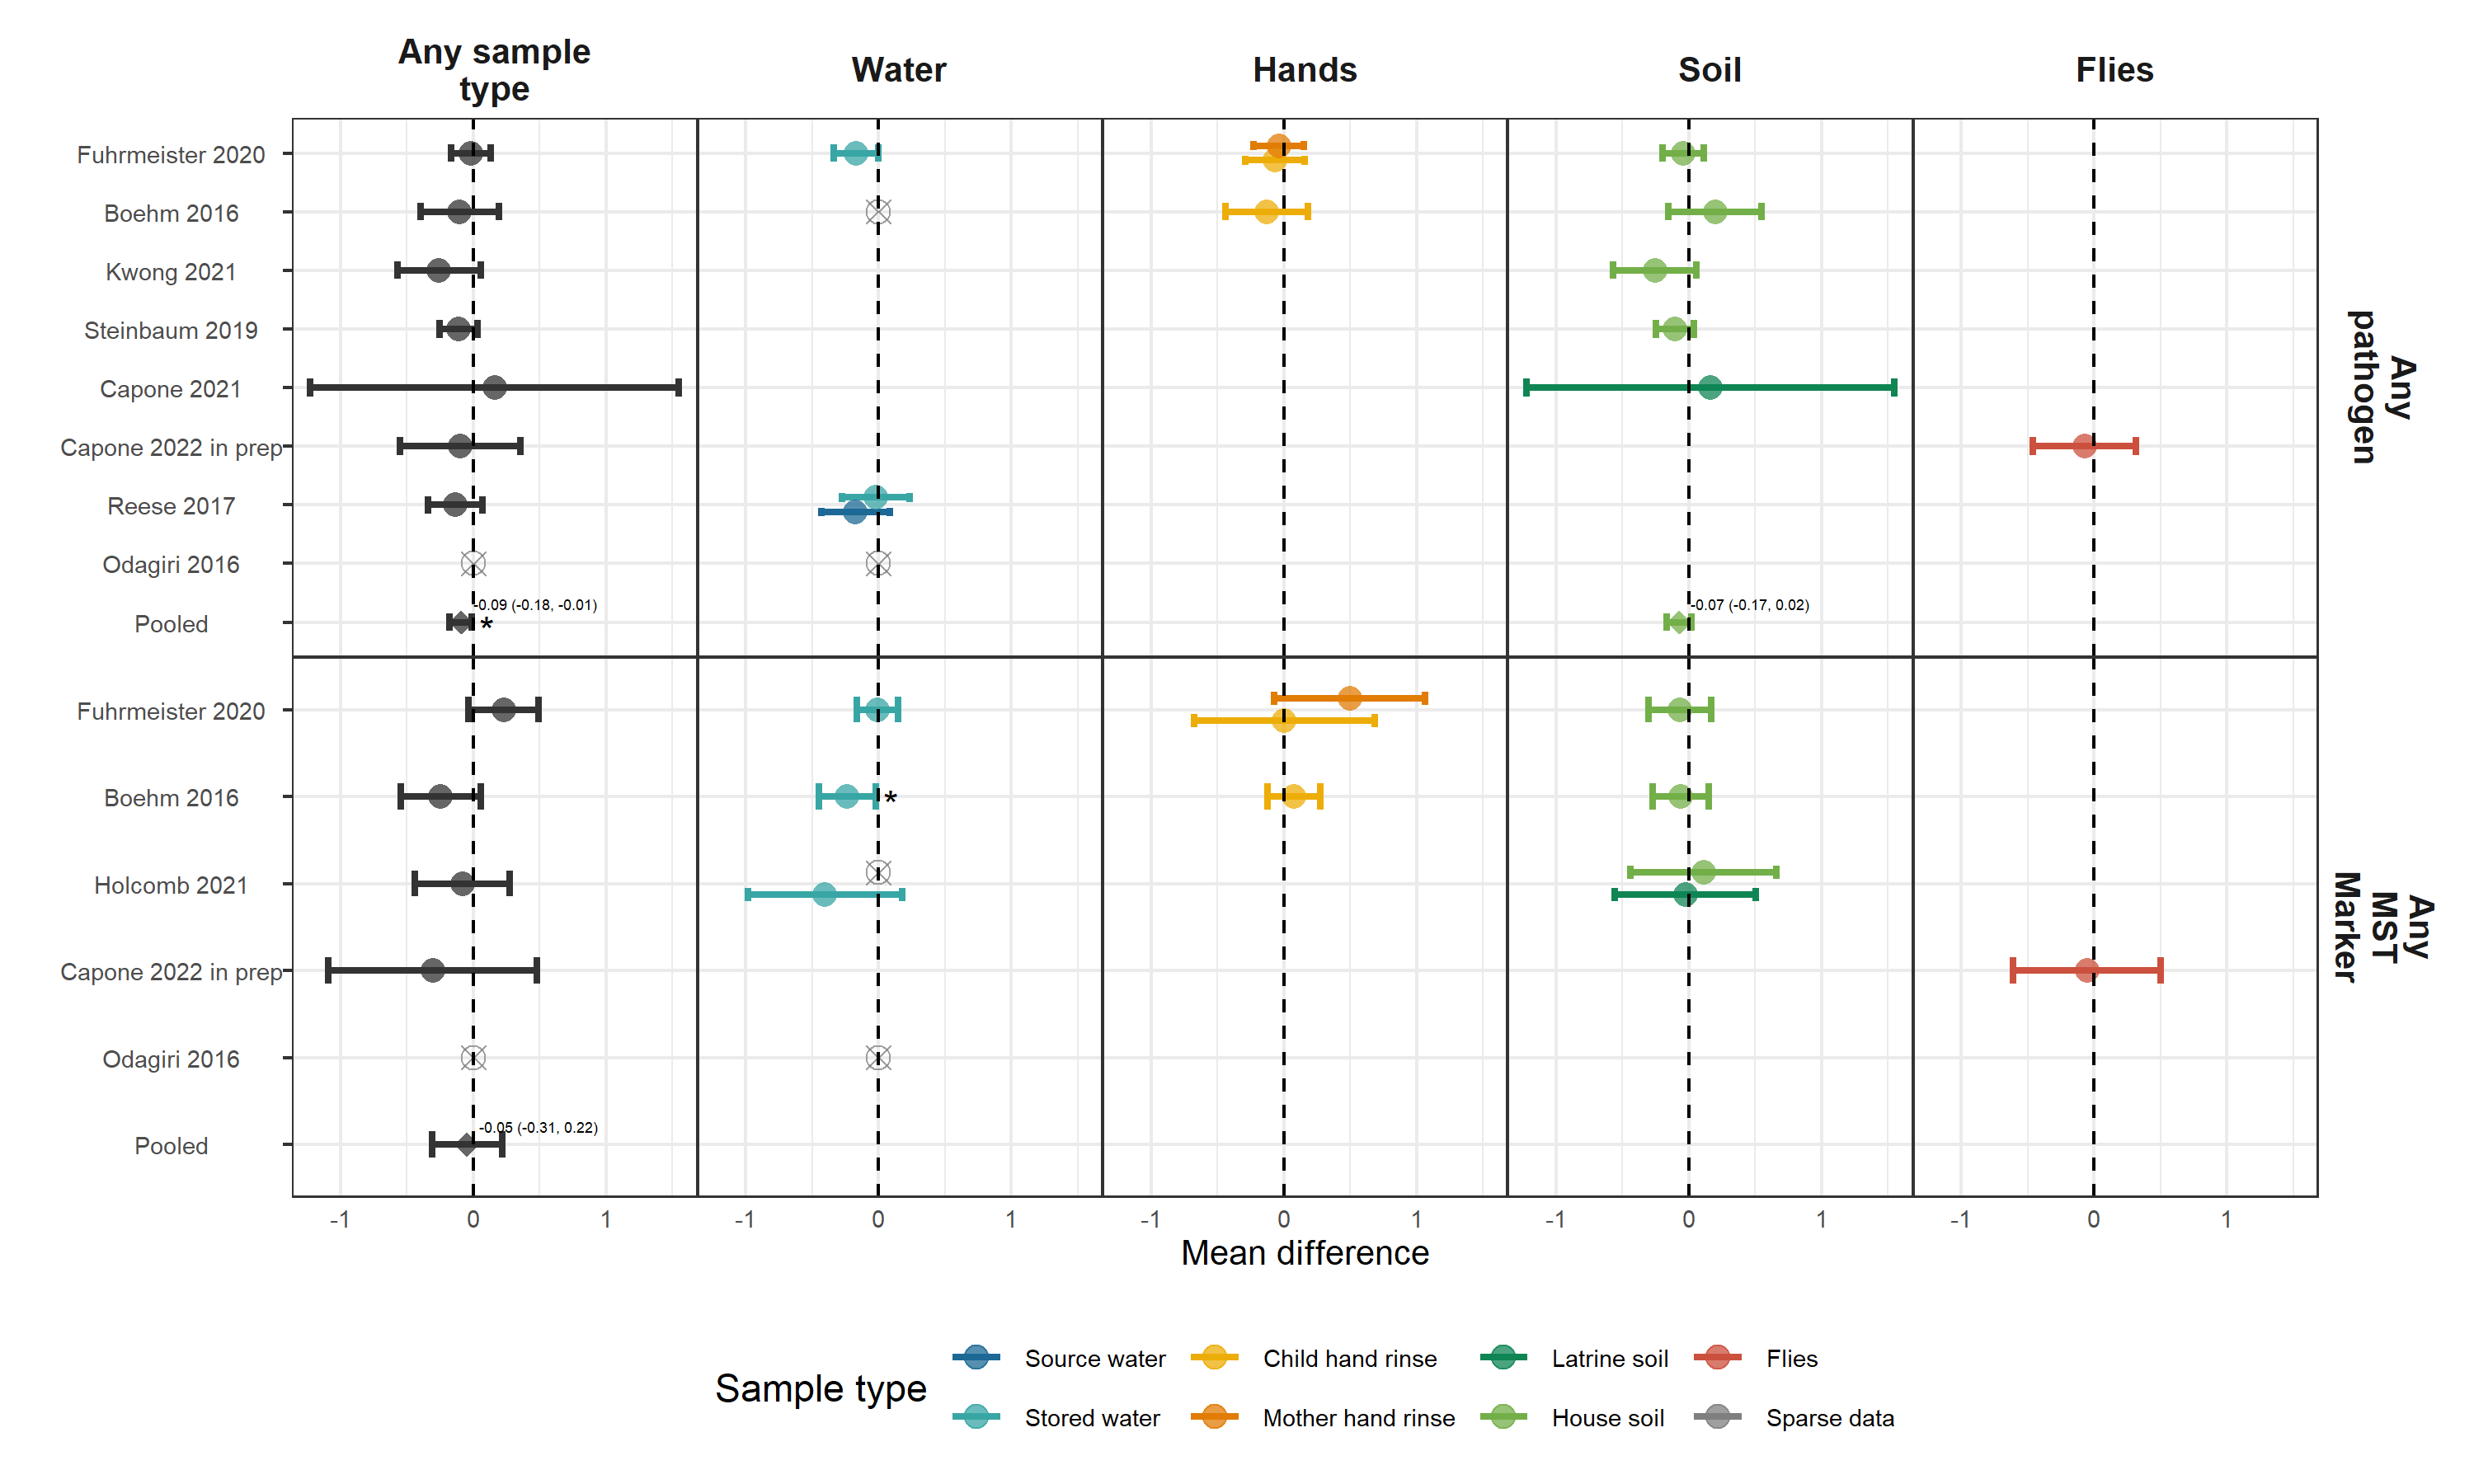 Any sample
type
Water
Hands
Soil
Flies
Fuhrmeister 2020
Boehm 2016
Kwong 2021
Steinbaum 2019
Capone 2021
Capone 2022 in prep
Reese 2017
Odagiri 2016
Pooled
-0.09 (-0.18, -0.01)
*
-0.07 (-0.17, 0.02)
Any
pathogen
Fuhrmeister 2020
Boehm 2016
*
Holcomb 2021
Capone 2022 in prep
Odagiri 2016
Pooled
-0.05 (-0.31, 0.22)
Any
MST
Marker
-1 0 1 -1 0 1 -1 0 1 -1 0 1 -1 0 1
Mean difference
Sample type
Source water Child hand rinse Latrine soil Flies
Stored water Mother hand rinse House soil Sparse data